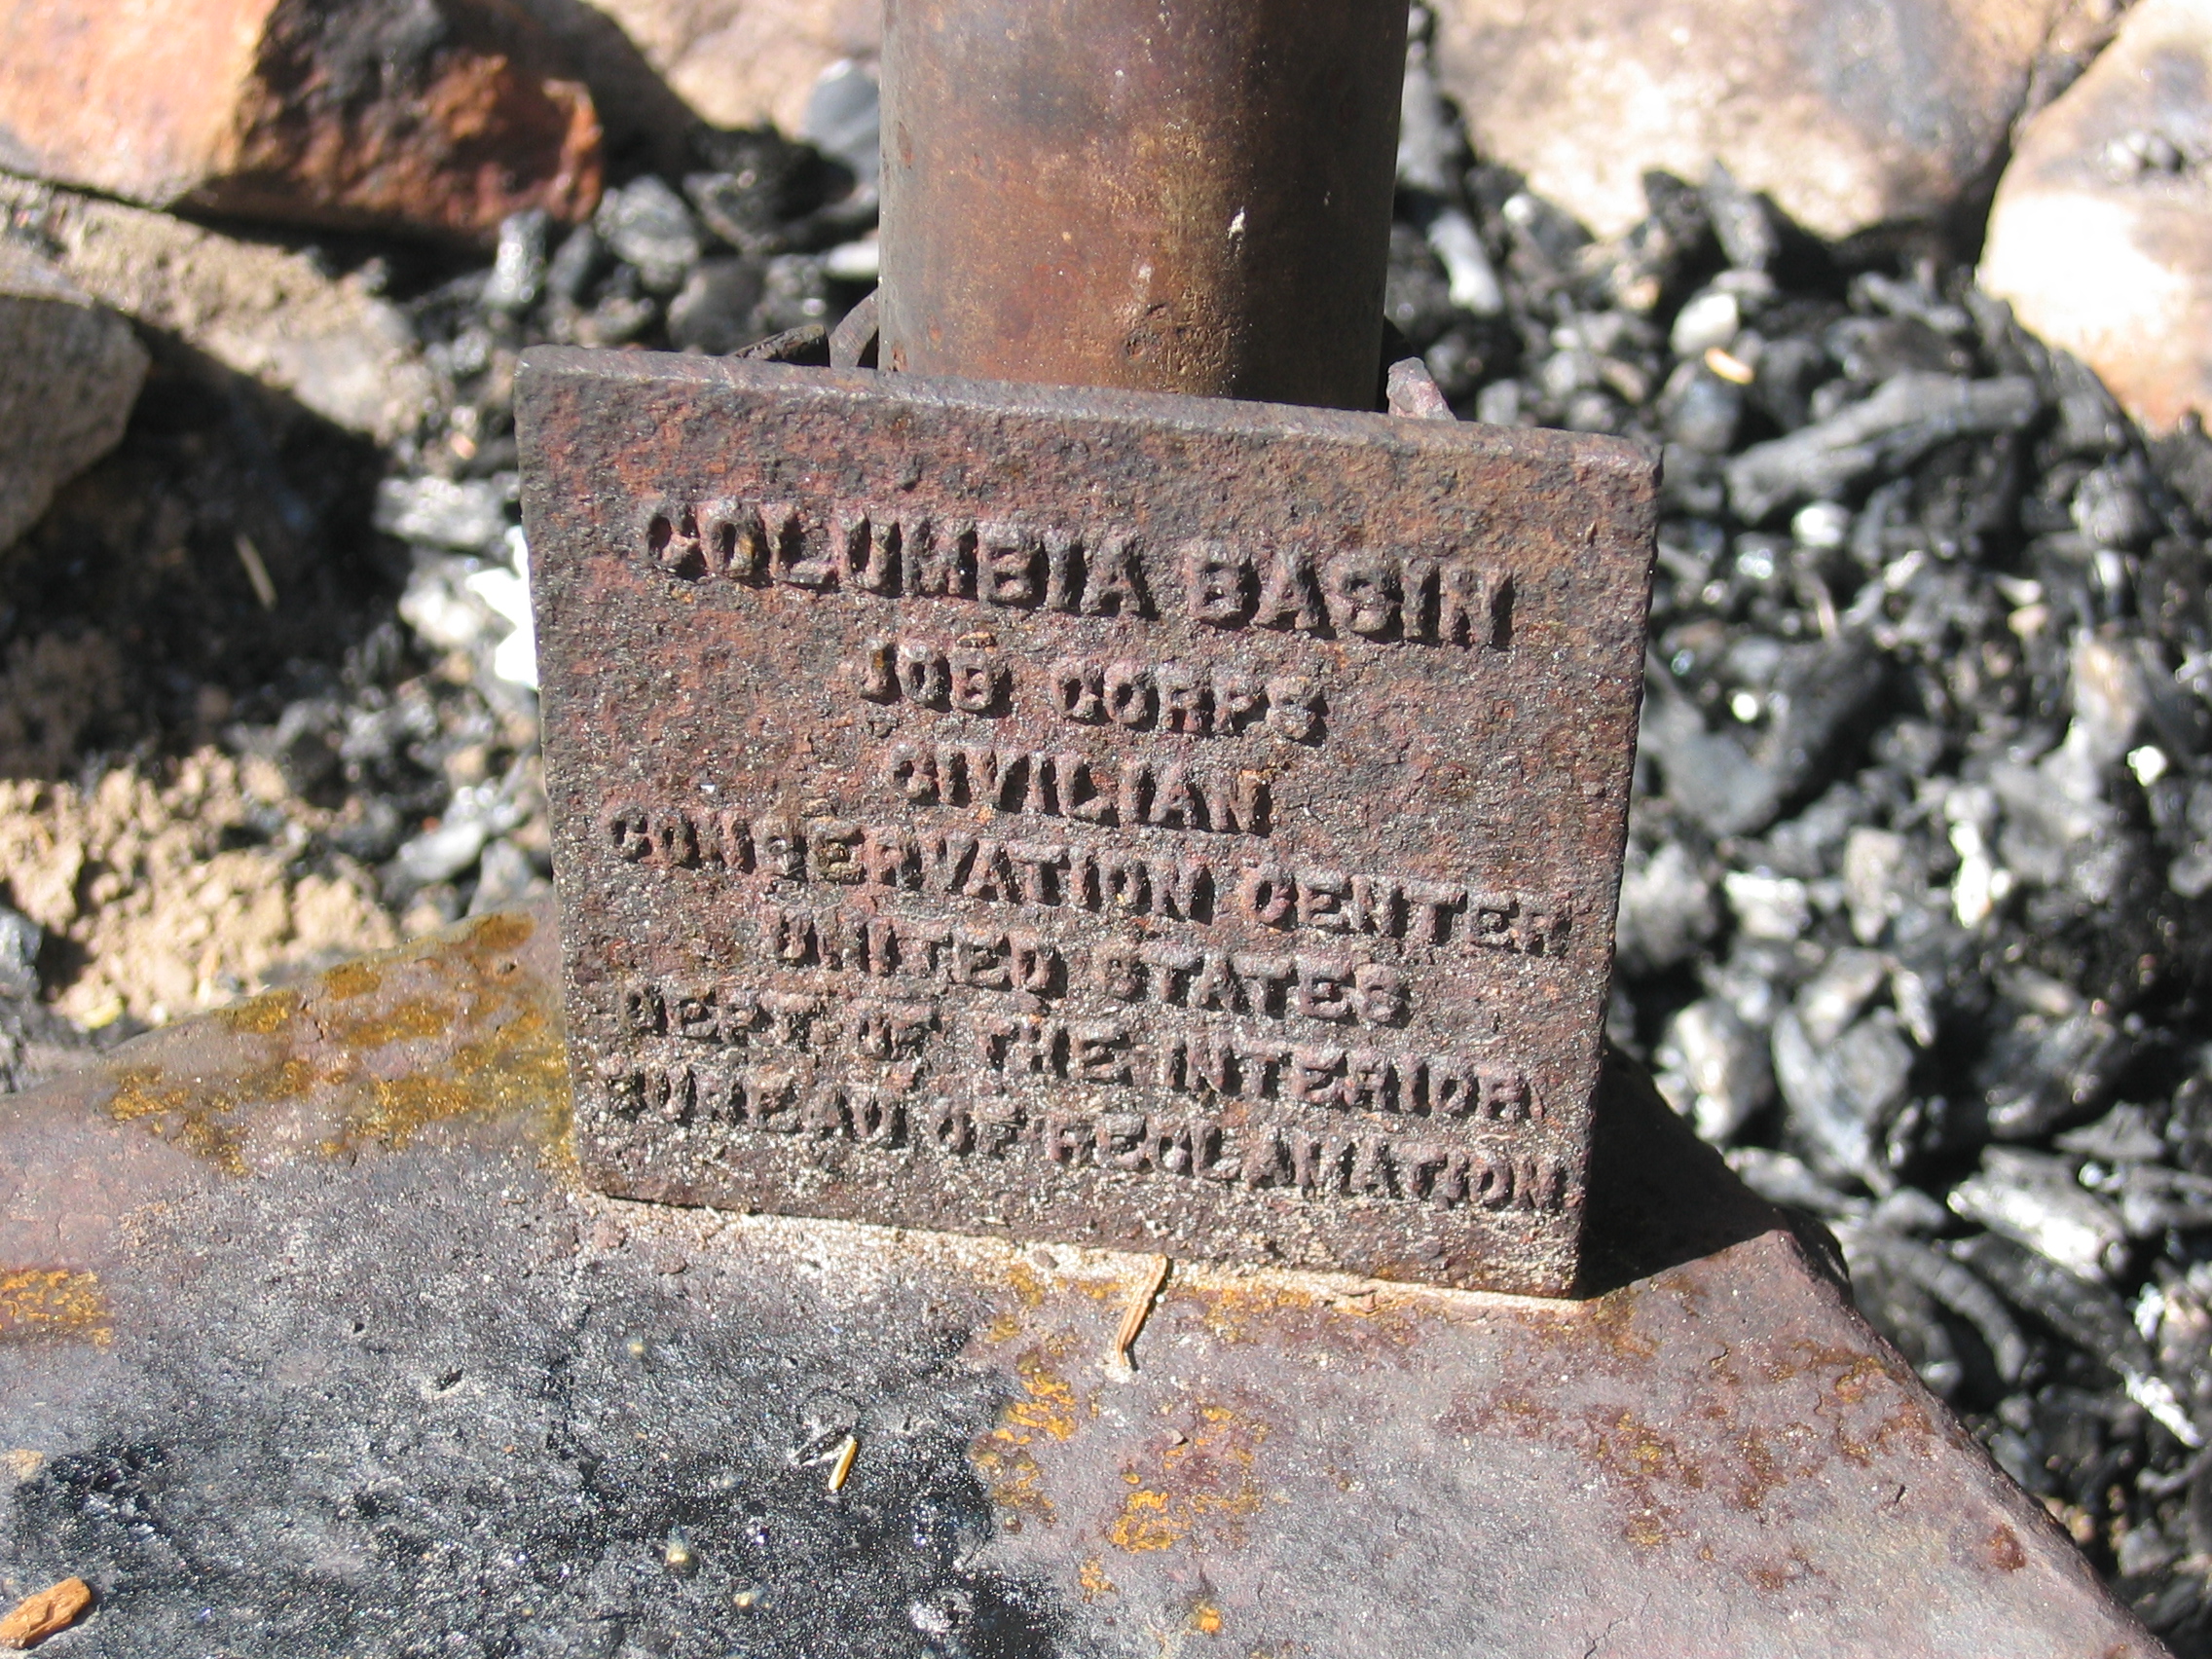 COLUMBIA BASIN
JOB CORPS
CIVILIAN
CONSERVATION CENTER
UNITED STATES
DEPT. OF THE INTERIOR
BUREAU OF RECLAMATION